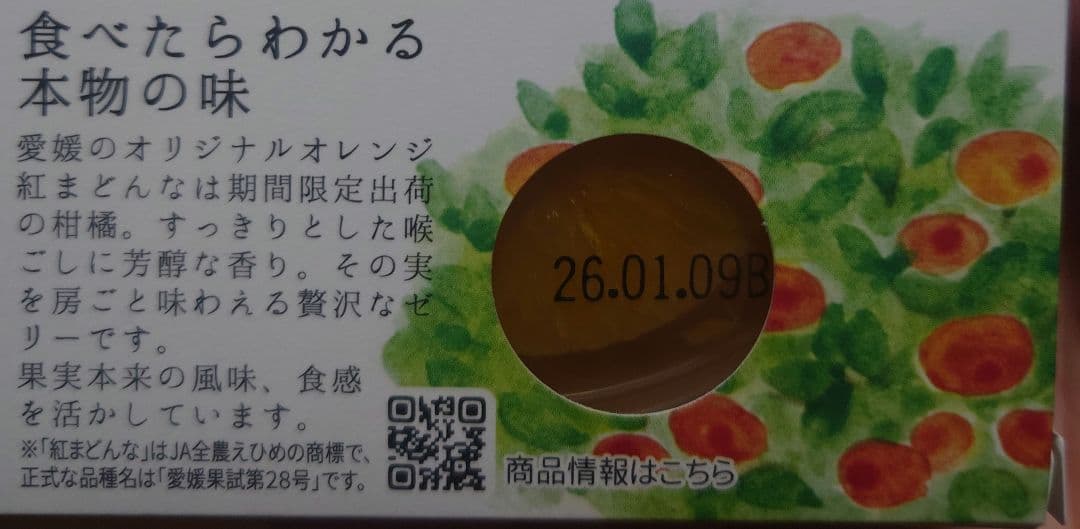 食べたらわかる
本物の味
愛媛のオリジナルオレンジ
紅まどんなは期間限定出荷
の柑橘。すっきりとした喉
ごしに芳醇な香り。その実
を房ごと味わえる贅沢なゼ
リーです。
果実本来の風味、食感
を活かしています。
※「紅まどんな」はJA全農えひめの商標で、
正式な品種名は「愛媛果試第28号」です。
商品情報はこちら
26.01.09B